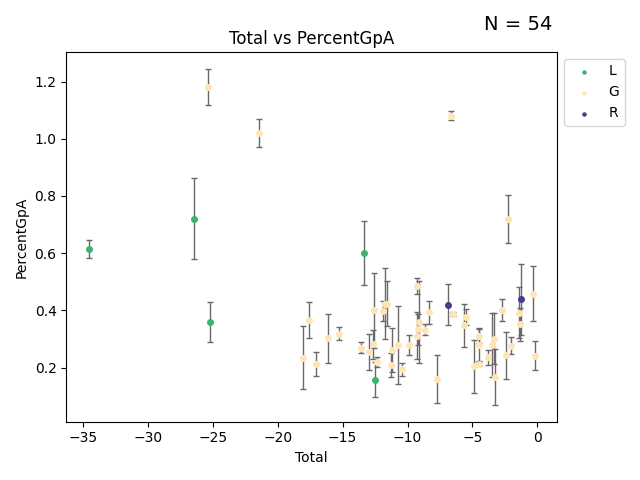 N = 54
Total vs PercentGpA
L
G
R
1.2
1.0
0.8
0.6
0.4
0.2
PercentGpA
−35 −30 −25 −20 −15 −10 −5 0
Total